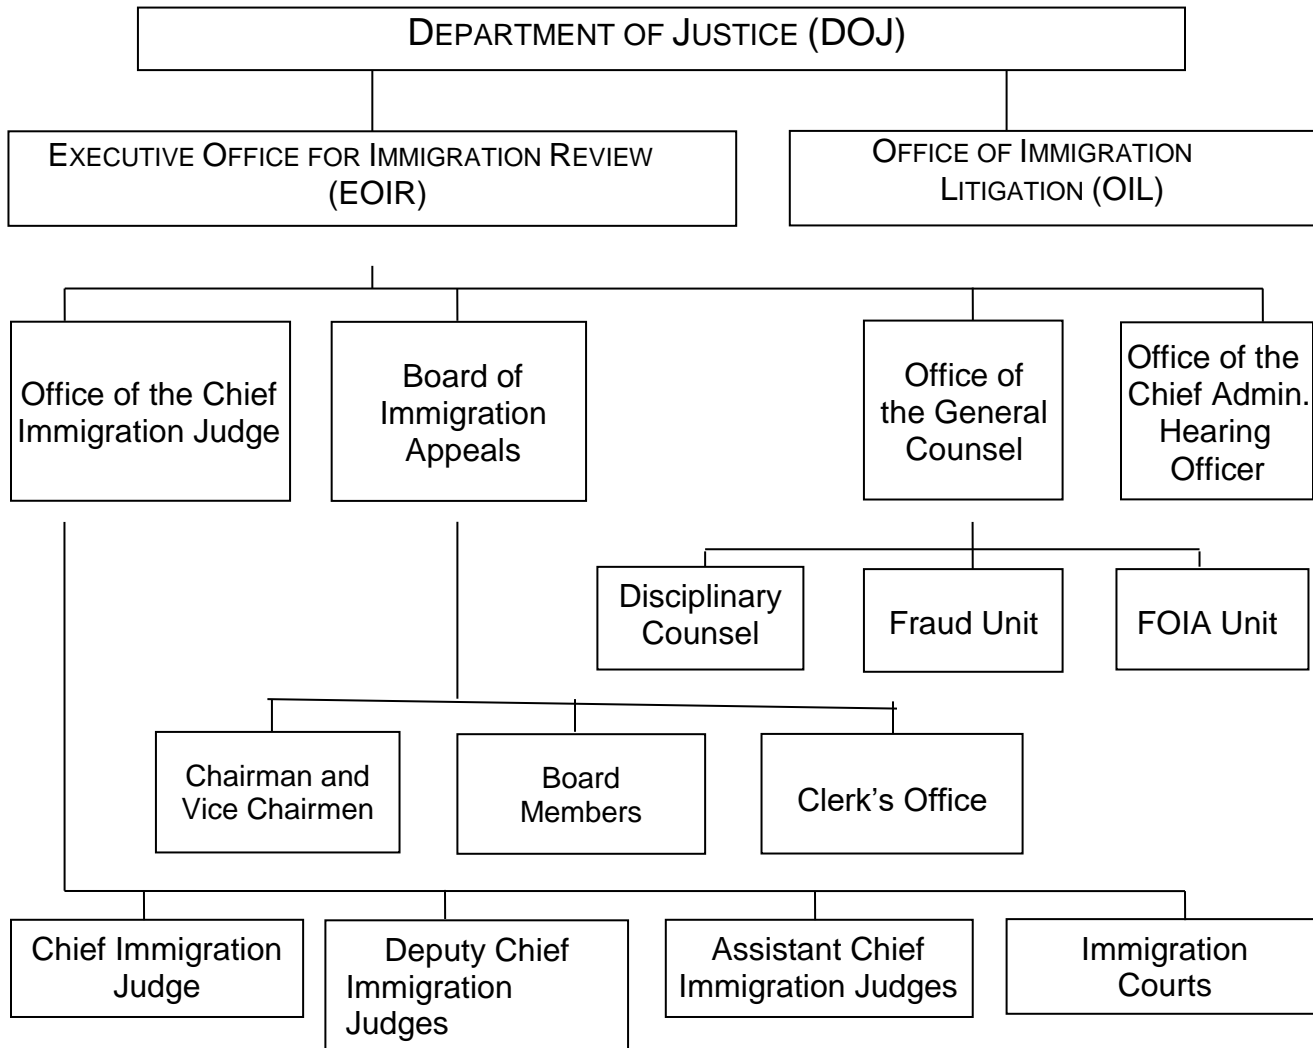 DEPARTMENT OF JUSTICE (DOJ)
EXECUTIVE OFFICE FOR IMMIGRATION REVIEW
(EOIR)
OFFICE OF IMMIGRATION
LITIGATION (OIL)
Office of the Chief
Immigration Judge
Board of
Immigration
Appeals
Office of
the General
Counsel
Office of the
Chief Admin.
Hearing
Officer
Disciplinary
Counsel
Fraud Unit
FOIA Unit
Chairman and
Vice Chairmen
Board
Members
Clerk’s Office
Chief Immigration
Judge
Deputy Chief
Immigration
Judges
Assistant Chief
Immigration Judges
Immigration
Courts